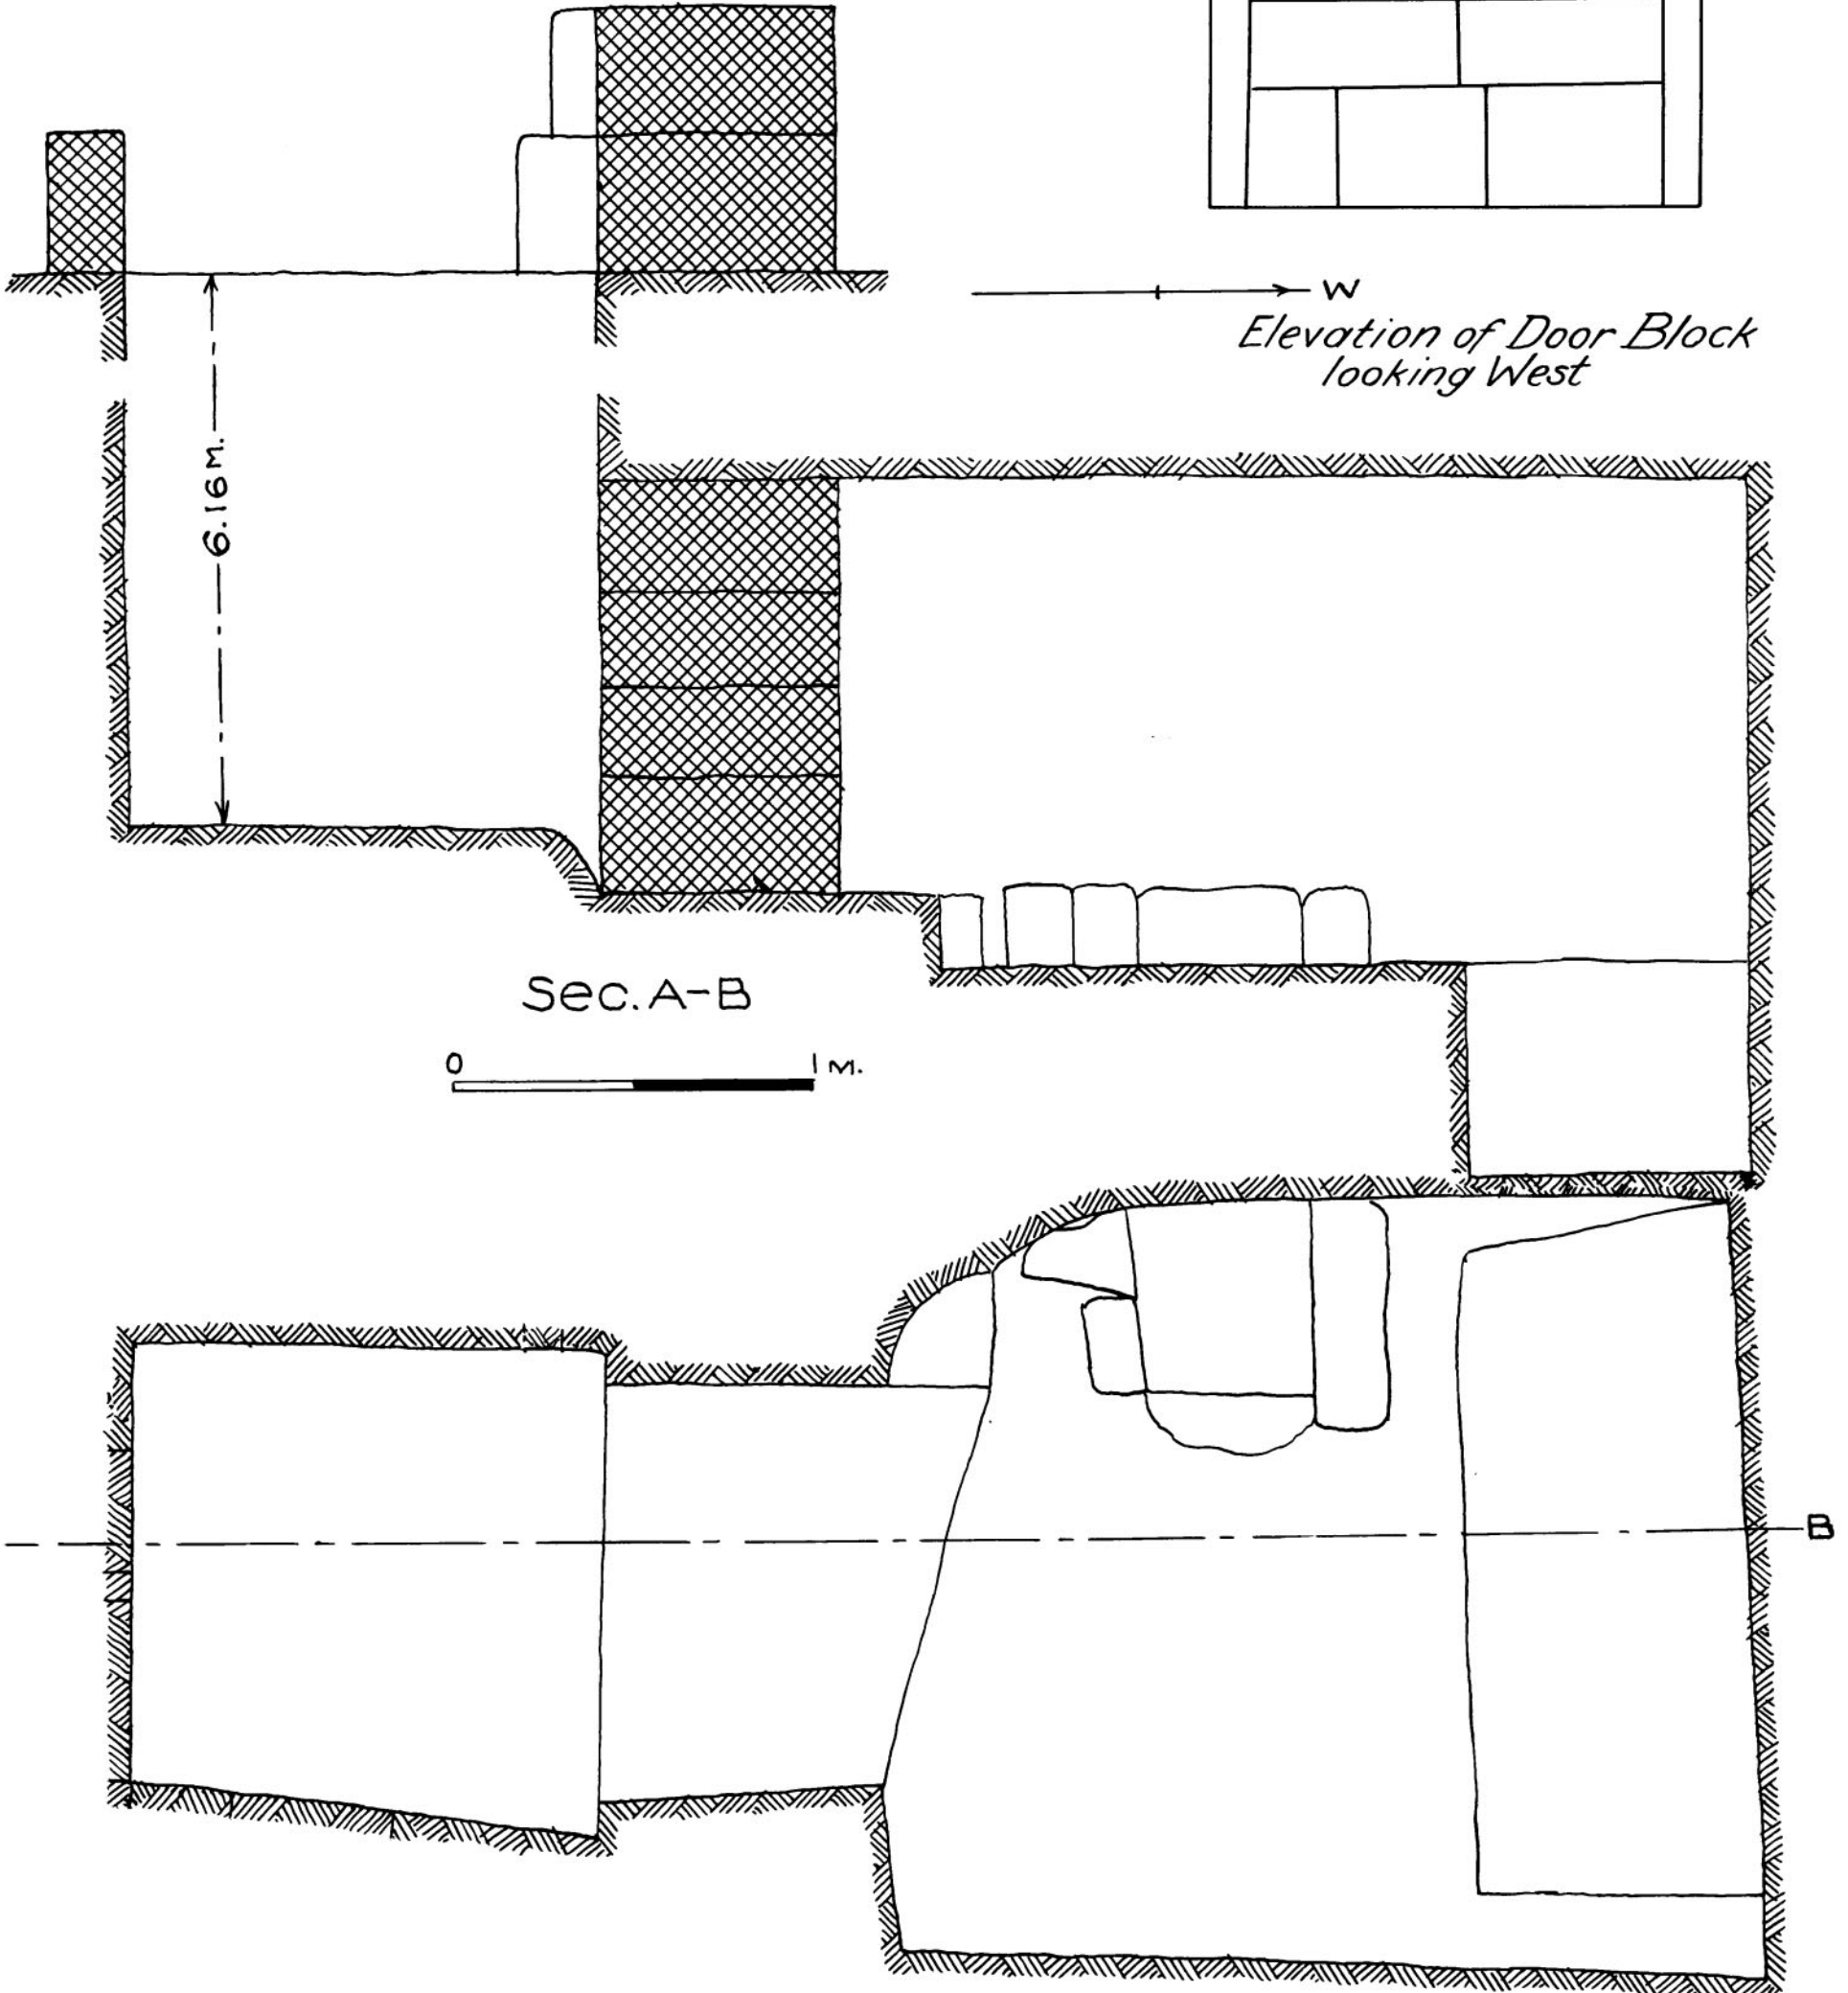 W
Elevation of Door Block
looking West
6.16 M.
Sec. A-B
0 1 M.
B